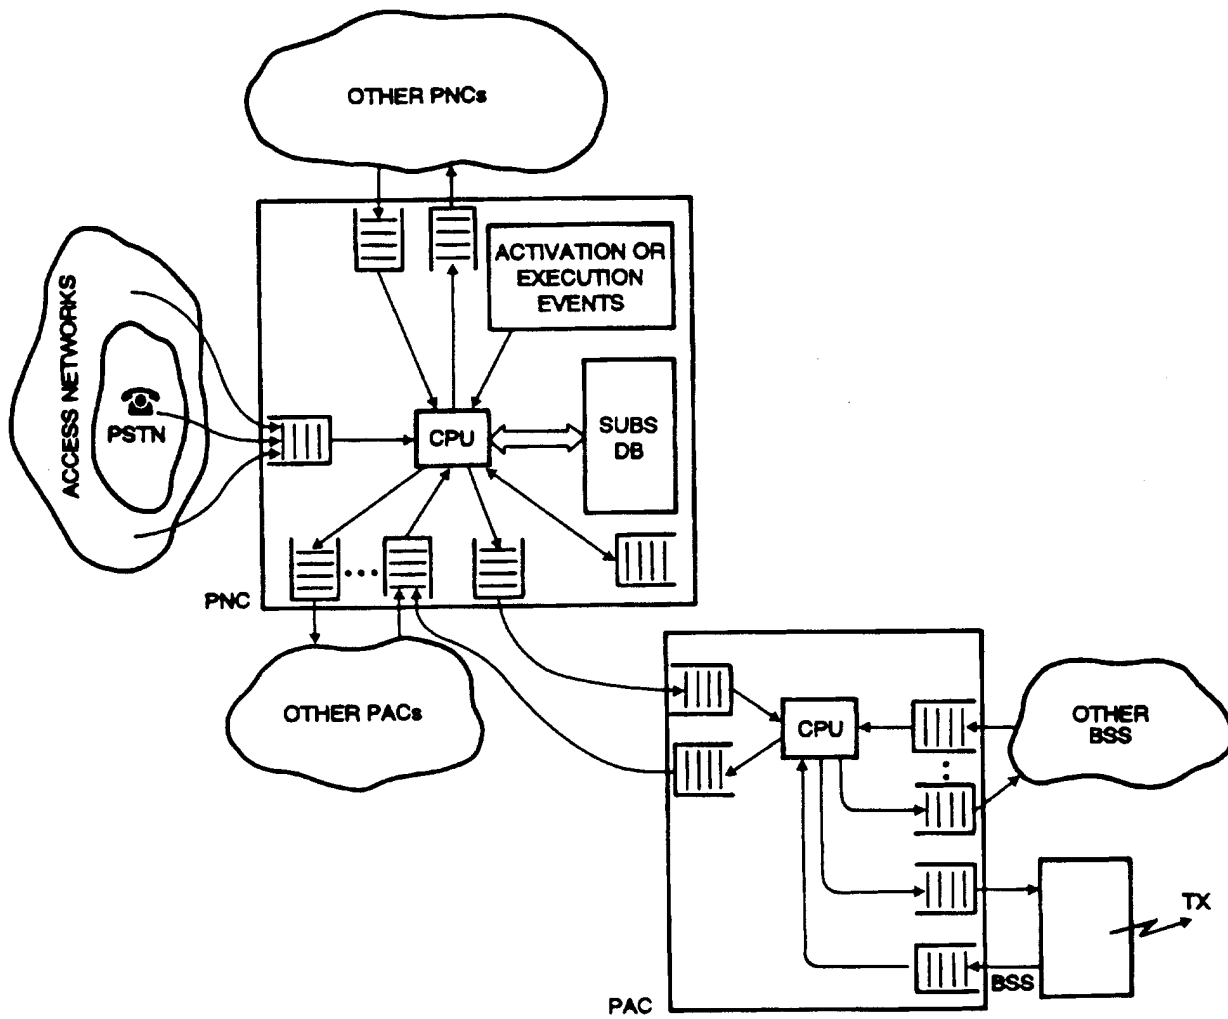 OTHER PNCs
ACTIVATION OR
EXECUTION
EVENTS
ACCESS NETWORKS
PSTN
CPU
SUBS
DB
PNC
OTHER PACs
CPU
OTHER
BSS
TX
BSS
PAC